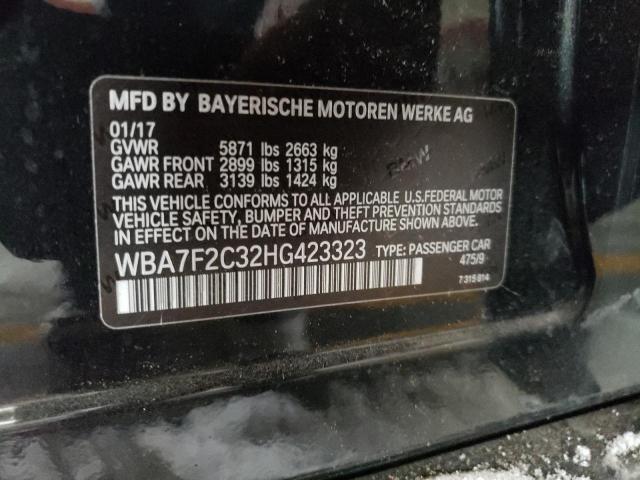 MFD BY BAYERISCHE MOTOREN WERKE AG
01/17
GVWR 5871 lbs 2663 kg
GAWR FRONT 2899 lbs 1315 kg
GAWR REAR 3139 lbs 1424 kg
THIS VEHICLE CONFORMS TO ALL APPLICABLE U.S.FEDERAL MOTOR
VEHICLE SAFETY, BUMPER AND THEFT PREVENTION STANDARDS
IN EFFECT ON THE DATE OF MANUFACTURE SHOWN ABOVE.
WBA7F2C32HG423323 TYPE: PASSENGER CAR
475/9
7 315 814
BMW